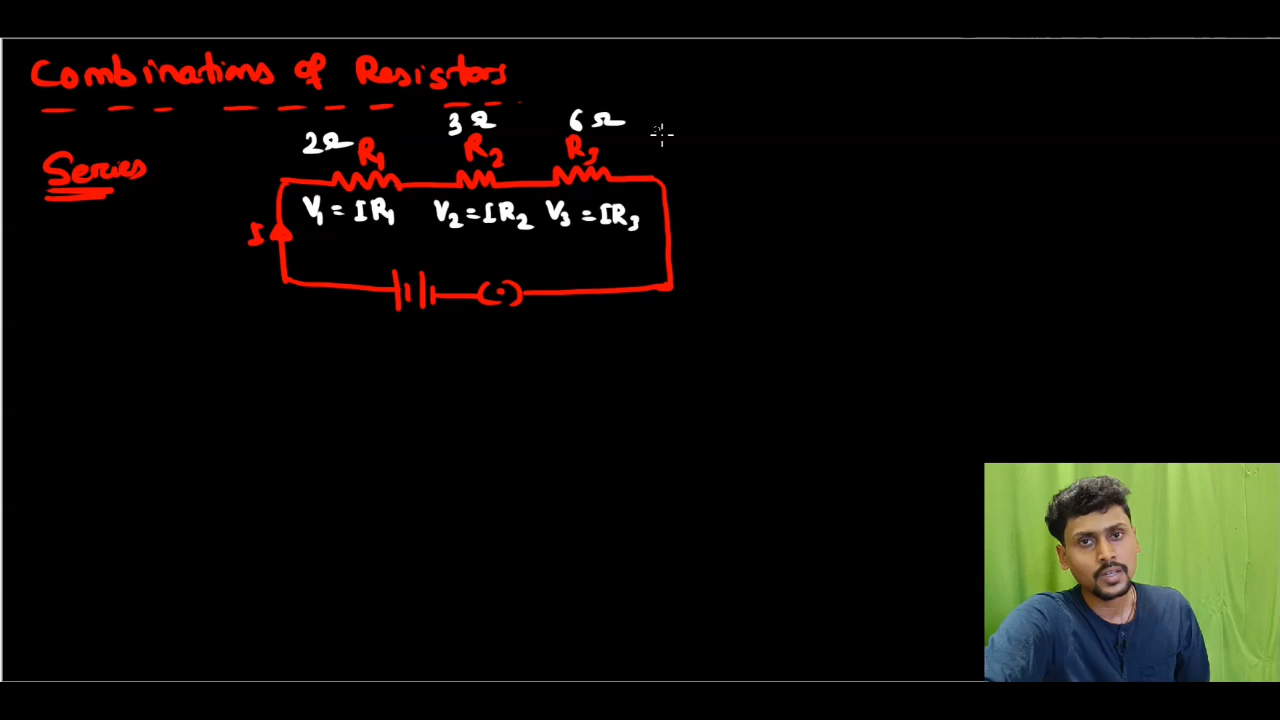 Combinations of Resistors
2Ω 3Ω 6Ω
R₁ R₂ R₃
Series
V₁ = IR₁ V₂ = IR₂ V₃ = IR₃
I